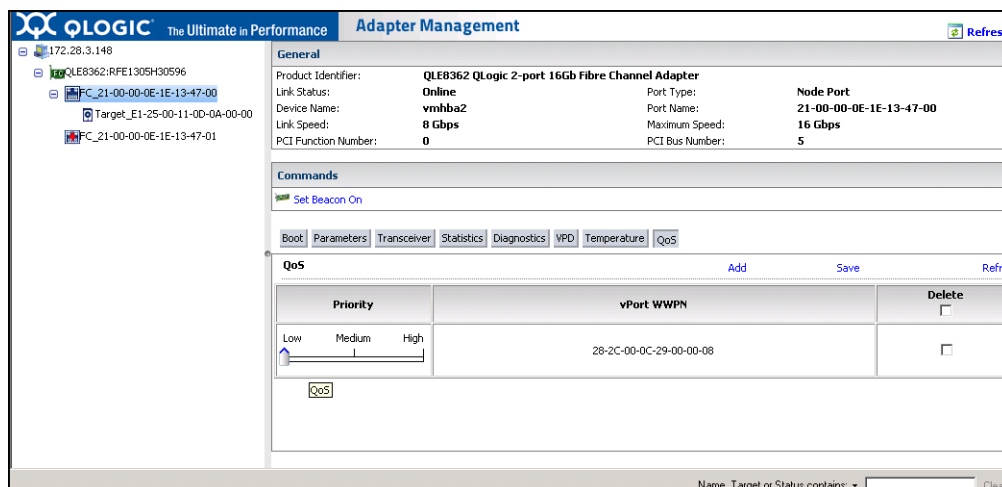 QLOGIC The Ultimate in Performance Adapter Management
Refres
172.28.3.148
QLE8362:RFE1305H30596
FC_21-00-00-0E-1E-13-47-00
Target_E1-25-00-11-0D-0A-00-00
FC_21-00-00-0E-1E-13-47-01
General
Product Identifier: QLE8362 QLogic 2-port 16Gb Fibre Channel Adapter
Link Status: Online Port Type: Node Port
Device Name: vmhba2 Port Name: 21-00-00-0E-1E-13-47-00
Link Speed: 8 Gbps Maximum Speed: 16 Gbps
PCI Function Number: 0 PCI Bus Number: 5
Commands
Set Beacon On
Boot Parameters Transceiver Statistics Diagnostics VPD Temperature QoS
QoS Add Save Refr
Priority vPort WWPN Delete
Low Medium High
28-2C-00-0C-29-00-00-08
QoS
Name, Target or Status contains: Clea